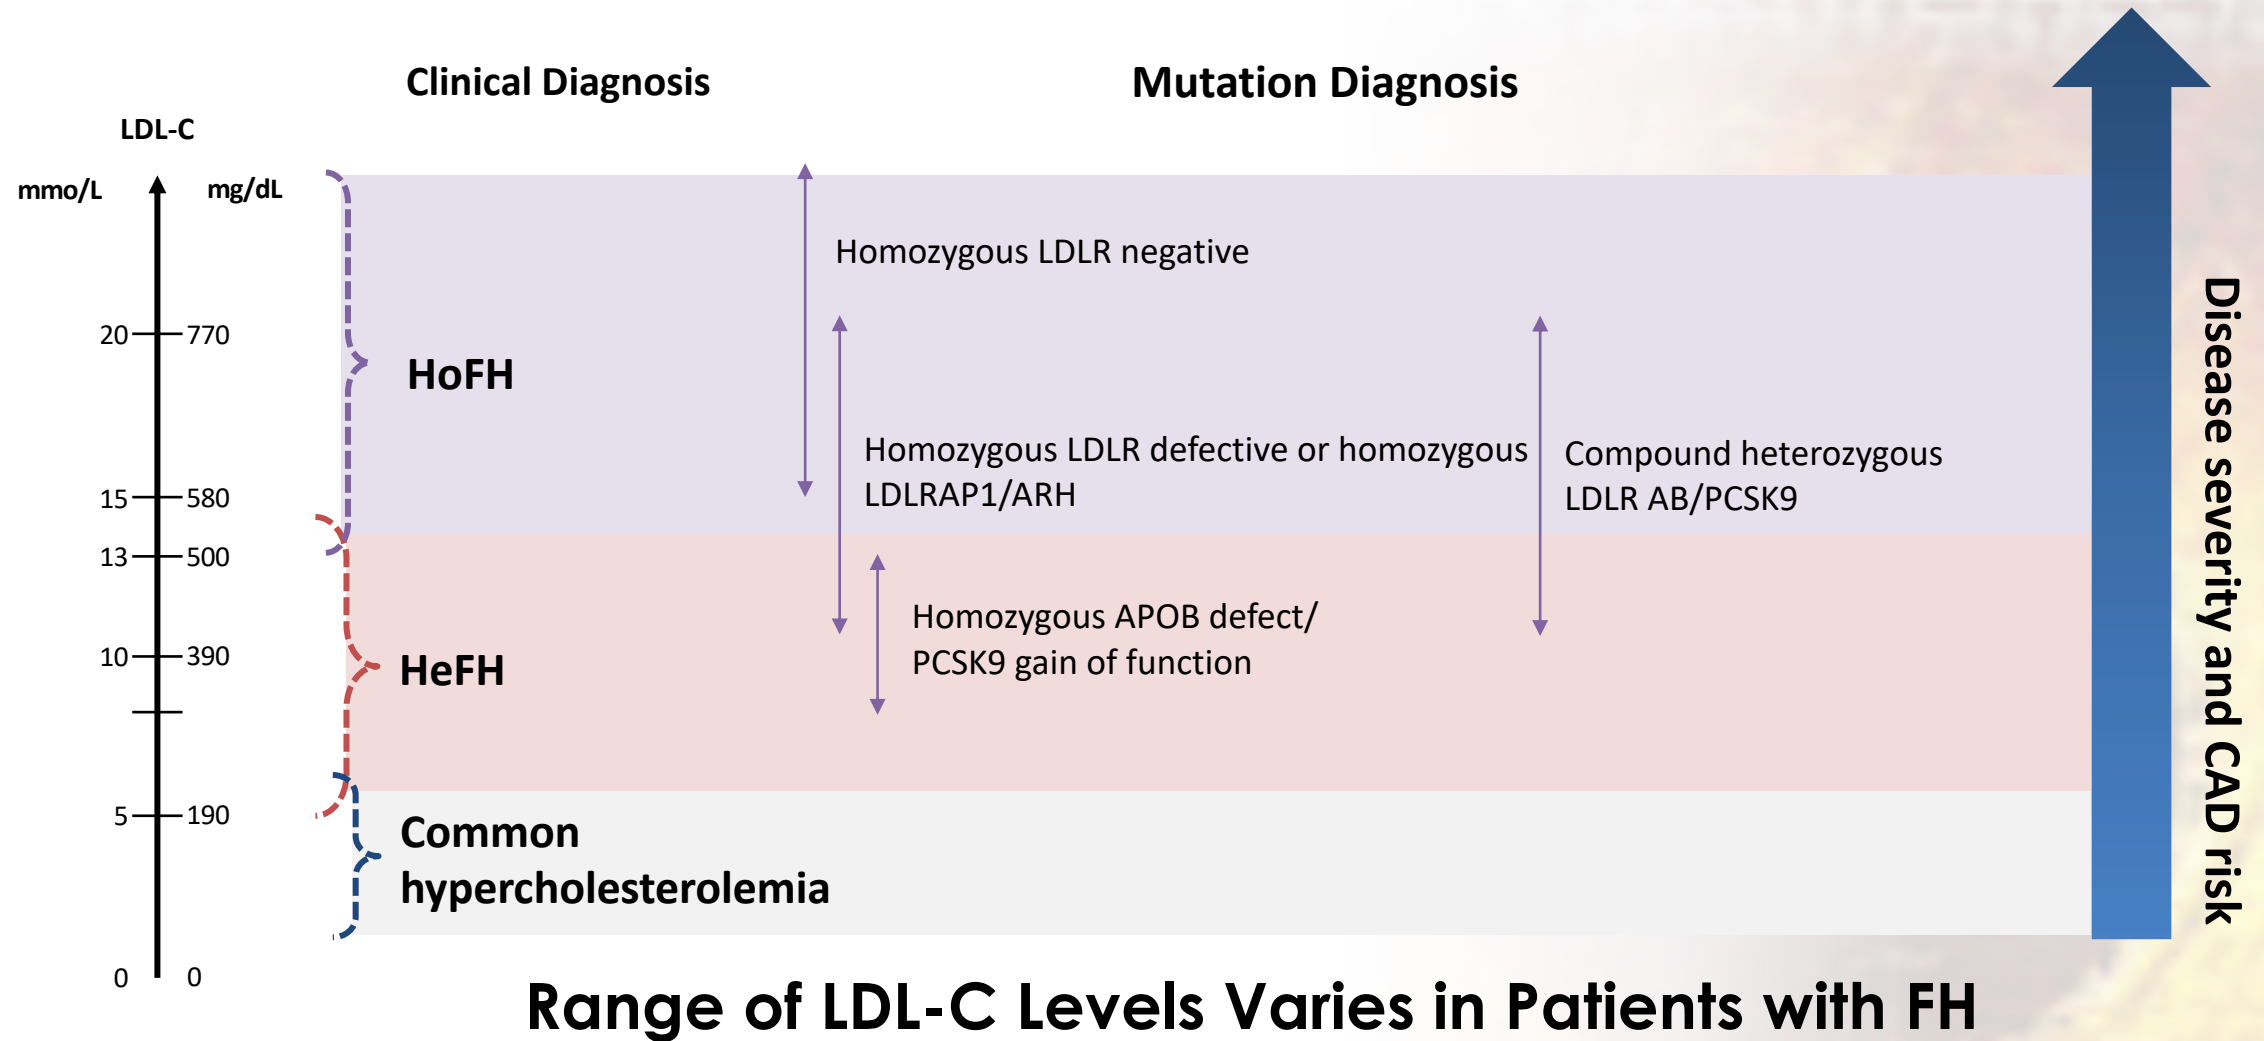 Clinical Diagnosis
Mutation Diagnosis
LDL-C
mmo/L
mg/dL
Homozygous LDLR negative
20
770
HoFH
Homozygous LDLR defective or homozygous
LDLRAP1/ARH
Compound heterozygous
LDLR AB/PCSK9
15
580
13
500
Homozygous APOB defect/
PCSK9 gain of function
10
390
HeFH
5
190
Common
hypercholesterolemia
0
0
Disease severity and CAD risk
Range of LDL-C Levels Varies in Patients with FH